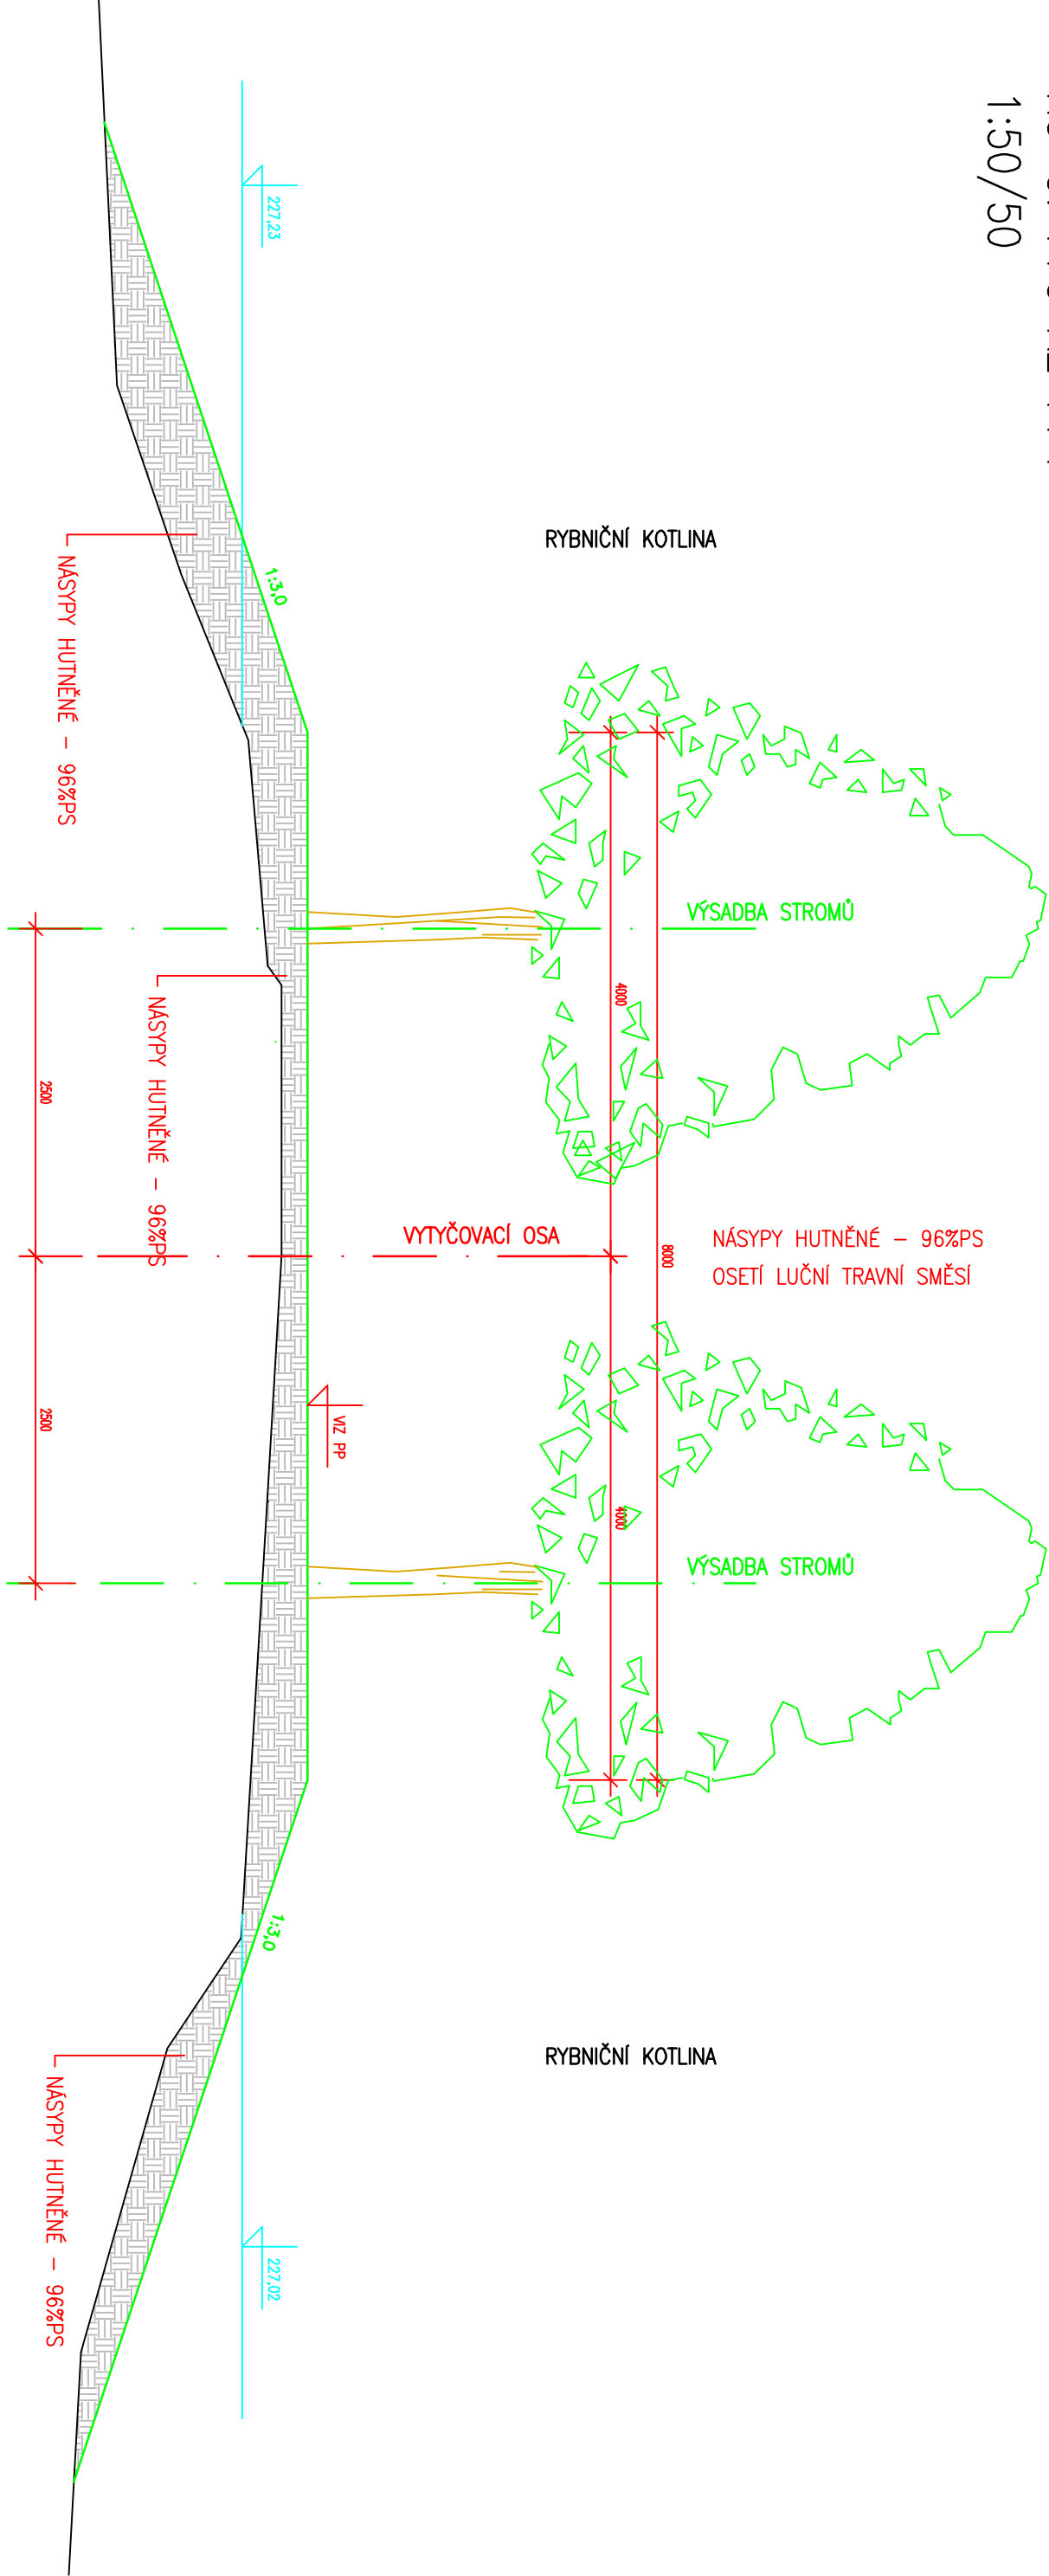 1:50/50
227,23
RYBNIČNÍ KOTLINA
1:3,0
NÁSYPY HUTNĚNÉ - 96%PS
VÝSADBA STROMŮ
4000
NÁSYPY HUTNĚNÉ - 96%PS
2500
VYTYČOVACÍ OSA
8000
NÁSYPY HUTNĚNÉ - 96%PS
OSETÍ LUČNÍ TRAVNÍ SMĚSÍ
VIZ PP
2500
4000
VÝSADBA STROMŮ
1:3,0
RYBNIČNÍ KOTLINA
NÁSYPY HUTNĚNÉ - 96%PS
227,02